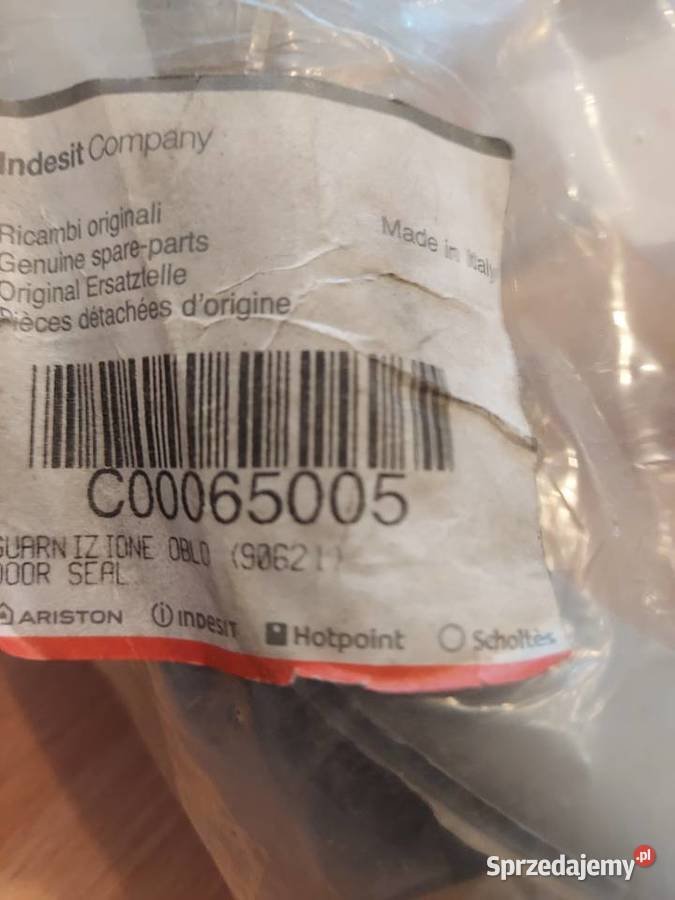 Indesit Company
Ricambi originali
Genuine spare-parts
Original Ersatzleile
Pièces détachées d'origine
Made in Italy
C00065005
GUARNIZIONE OBLO (90621)
DOOR SEAL
ARISTON indesit Hotpoint Scholtès
Sprzedajemy.pl